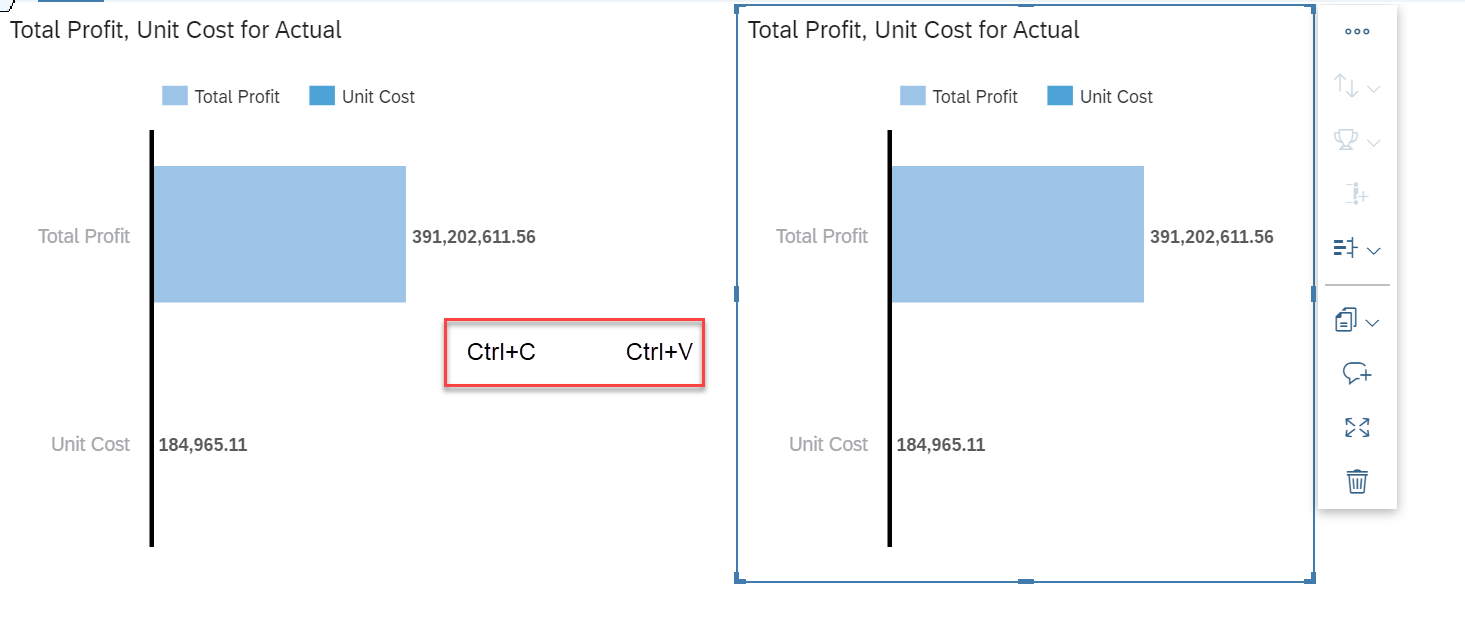 Total Profit, Unit Cost for Actual
Total Profit Unit Cost
Total Profit
391,202,611.56
Ctrl+C Ctrl+V
Unit Cost
184,965.11
Total Profit, Unit Cost for Actual
Total Profit Unit Cost
Total Profit
391,202,611.56
Unit Cost
184,965.11